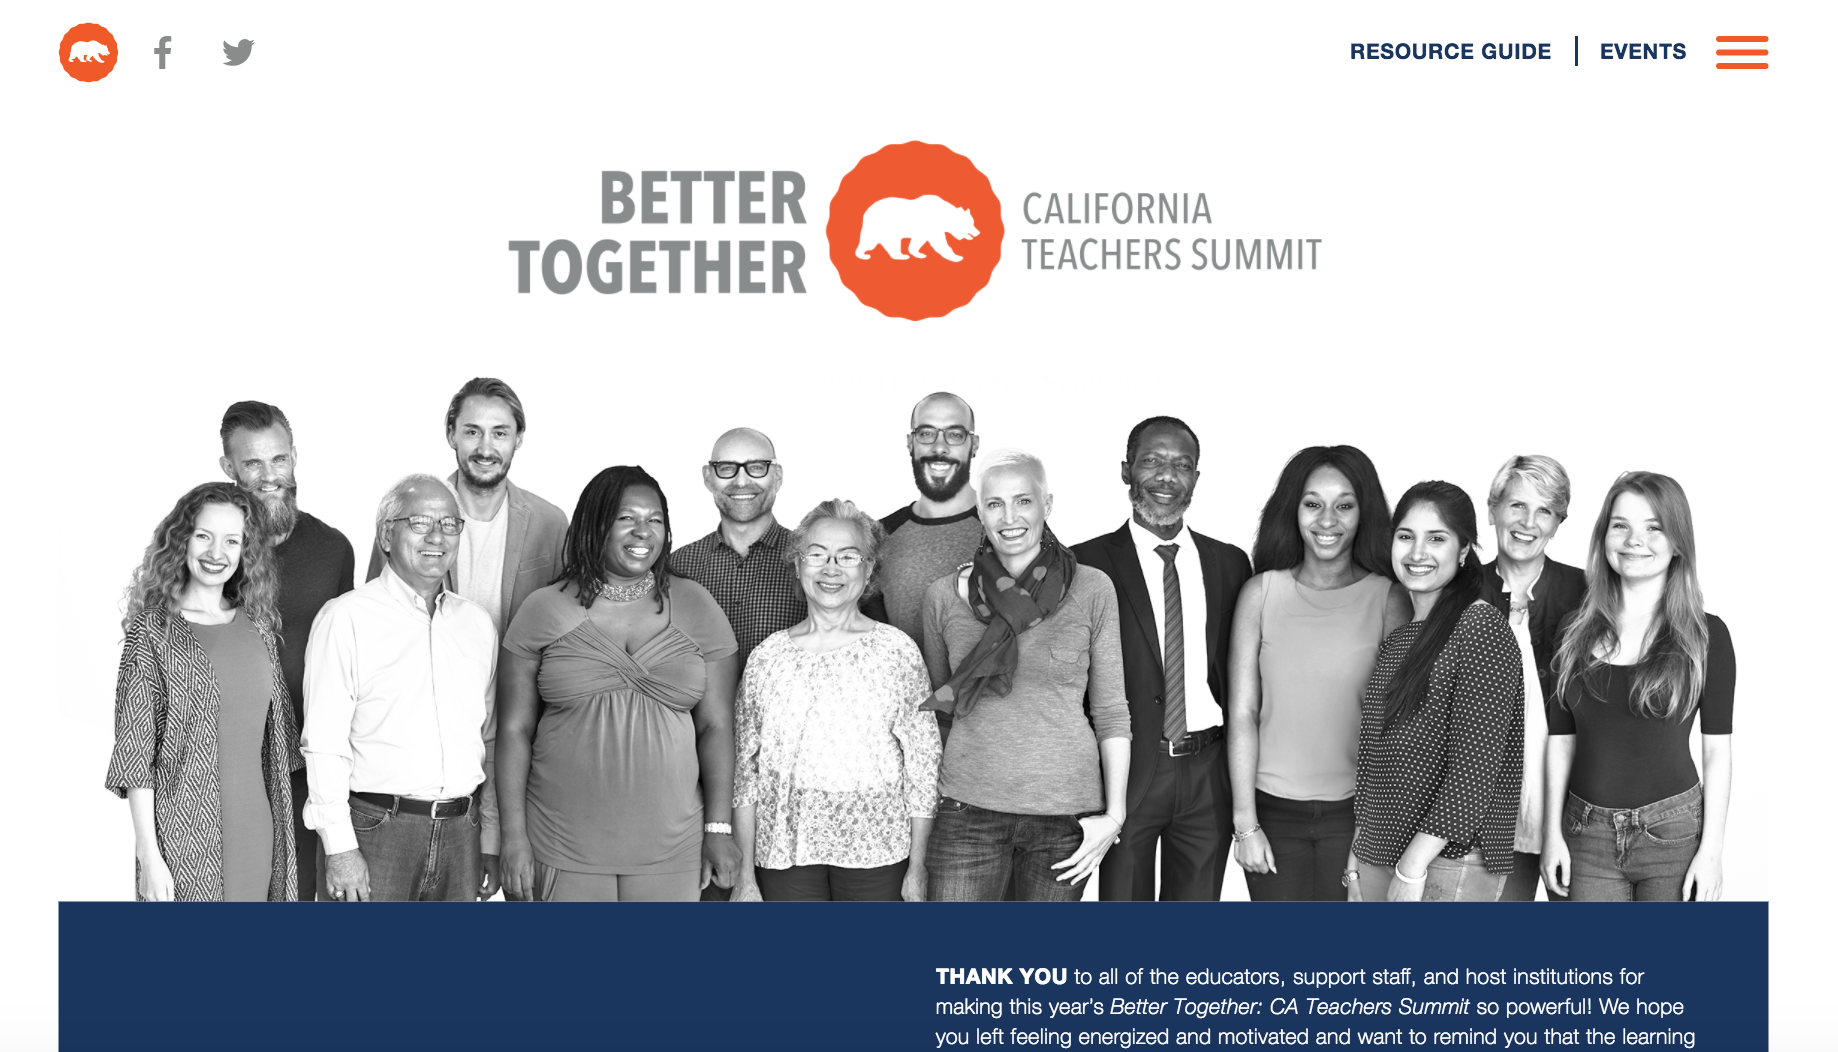 RESOURCE GUIDE | EVENTS
BETTER
TOGETHER
CALIFORNIA
TEACHERS SUMMIT
THANK YOU to all of the educators, support staff, and host institutions for
making this year's Better Together: CA Teachers Summit so powerful! We hope
you left feeling energized and motivated and want to remind you that the learning